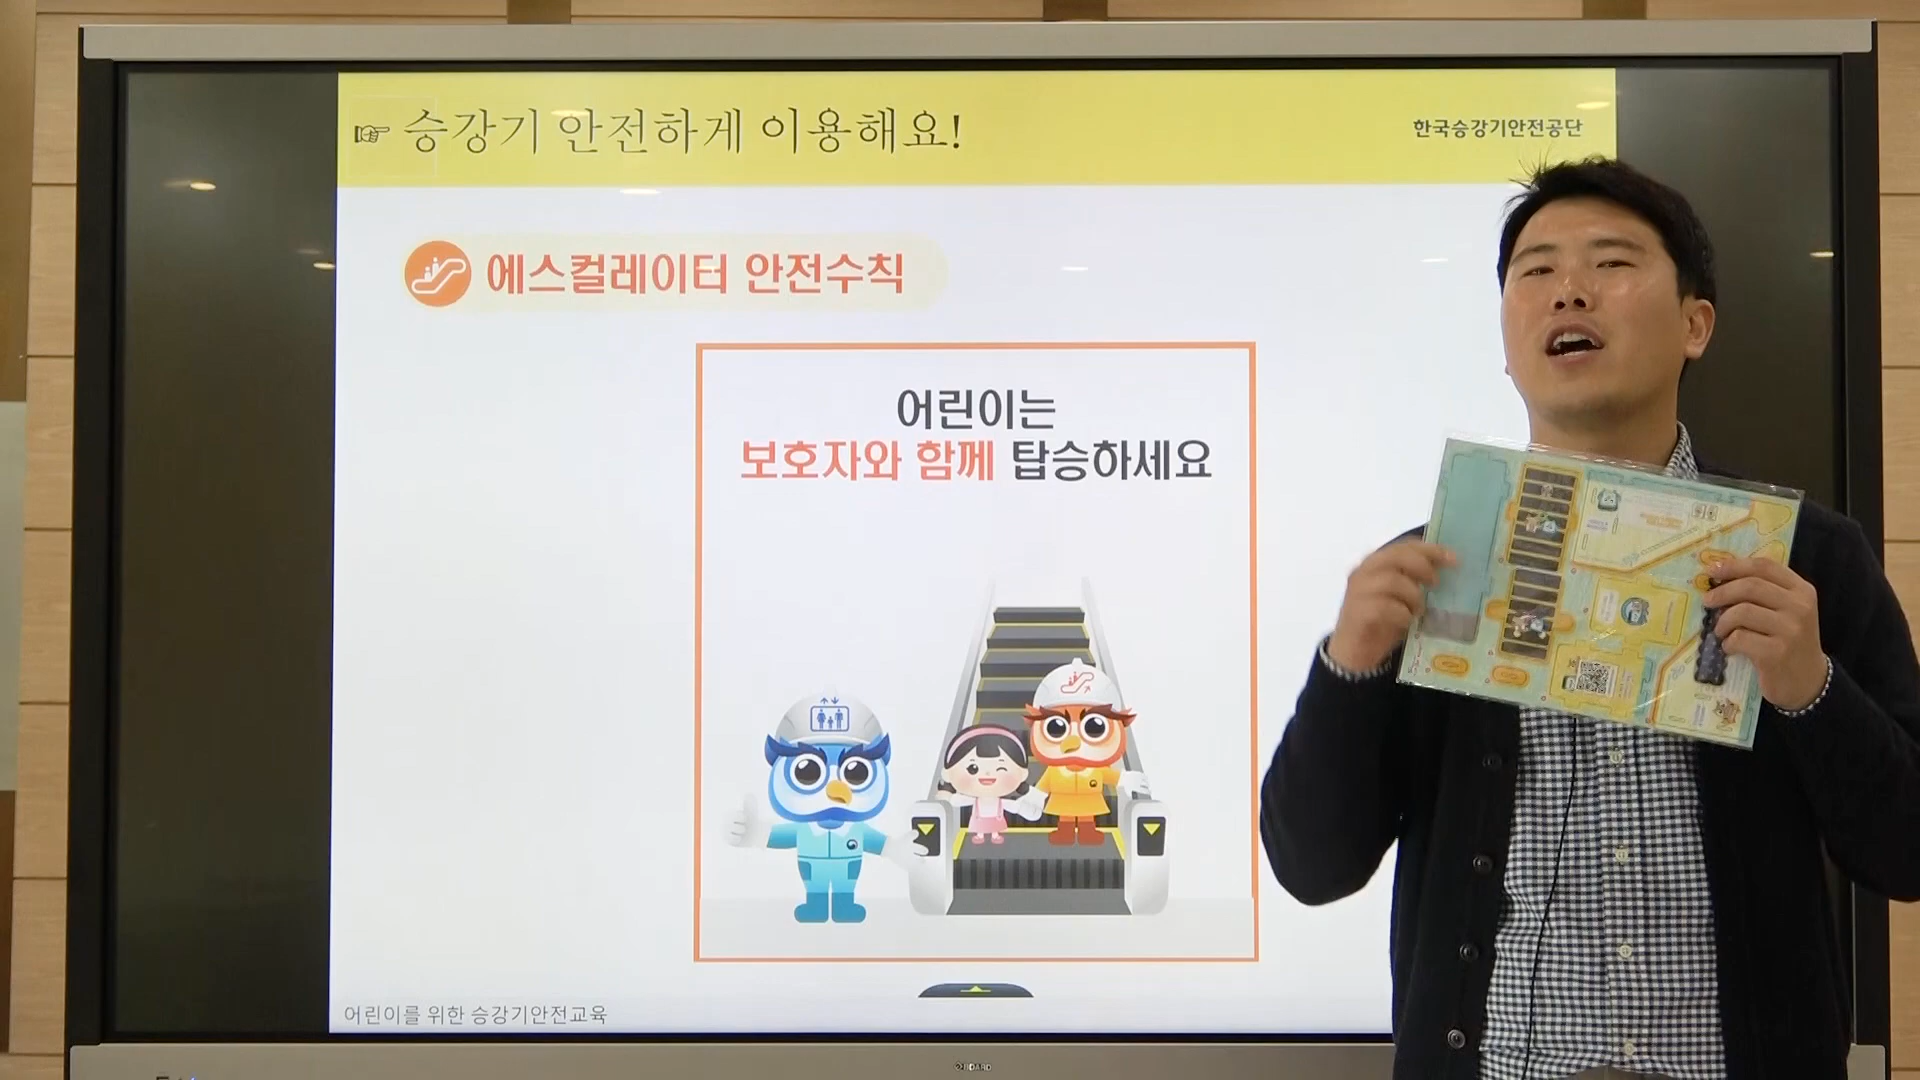 ☞ 승강기 안전하게 이용해요!
한국승강기안전공단
에스컬레이터 안전수칙
어린이는
보호자와 함께 탑승하세요
어린이를 위한 승강기안전교육